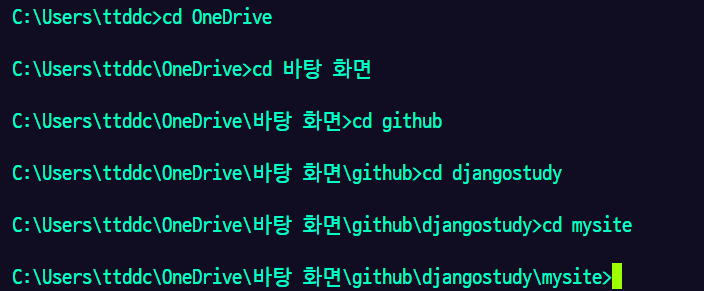 C:\Users\ttddc>cd OneDrive
C:\Users\ttddc\OneDrive>cd 바탕 화면
C:\Users\ttddc\OneDrive\바탕 화면>cd github
C:\Users\ttddc\OneDrive\바탕 화면\github>cd djangostudy
C:\Users\ttddc\OneDrive\바탕 화면\github\djangostudy>cd mysite
C:\Users\ttddc\OneDrive\바탕 화면\github\djangostudy\mysite>